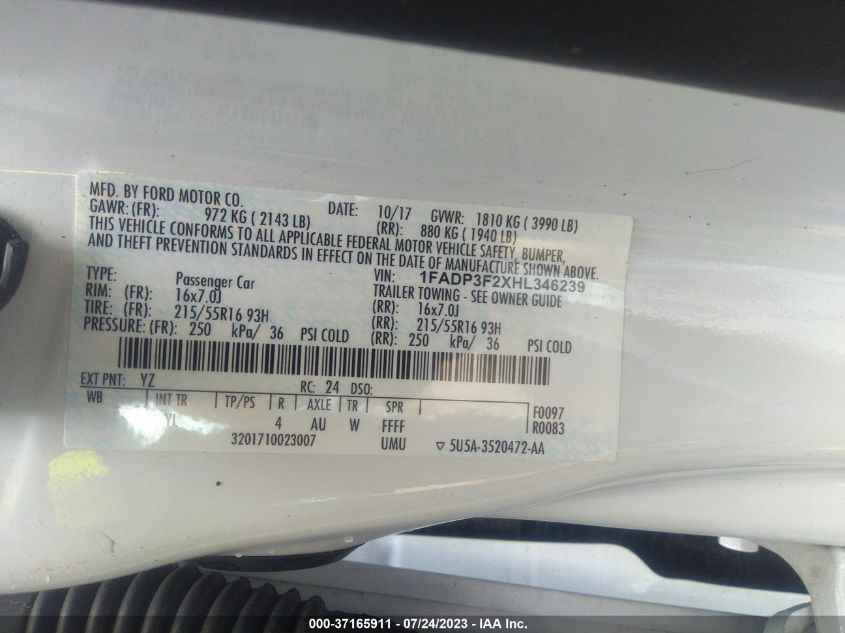 MFD. BY FORD MOTOR CO.
DATE: 10/17 GVWR: 1810 KG ( 3990 LB)
GAWR: (FR): 972 KG ( 2143 LB) (RR): 880 KG ( 1940 LB)
THIS VEHICLE CONFORMS TO ALL APPLICABLE FEDERAL MOTOR VEHICLE SAFETY, BUMPER,
AND THEFT PREVENTION STANDARDS IN EFFECT ON THE DATE OF MANUFACTURE SHOWN ABOVE.
VIN: 1FADP3F2XHL346239
TYPE: Passenger Car TRAILER TOWING - SEE OWNER GUIDE
RIM: (FR): 16x7.0J (RR): 16x7.0J
TIRE: (FR): 215/55R16 93H (RR): 215/55R16 93H
PRESSURE: (FR): 250 kPa/ 36 PSI COLD (RR): 250 kPa/ 36 PSI COLD
EXT PNT: YZ RC: 24 DSO:
WB INT TR TP/PS R AXLE TR SPR F0097
YL 4 AU W FFFF R0083
3201710023007 UMU ▽ 5U5A-3520472-AA
000-37165911 - 07/24/2023 - IAA Inc.